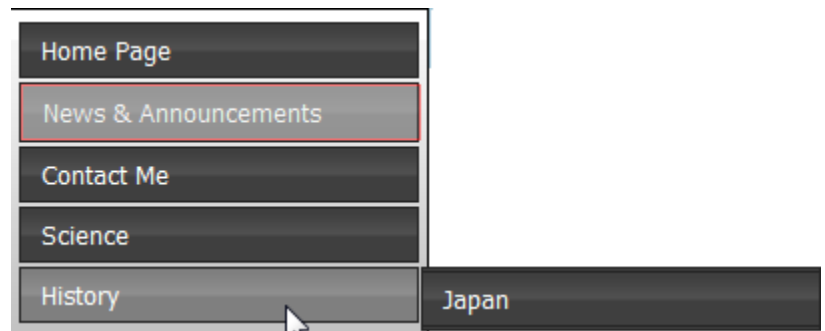 Home Page
News & Announcements
Contact Me
Science
History
Japan